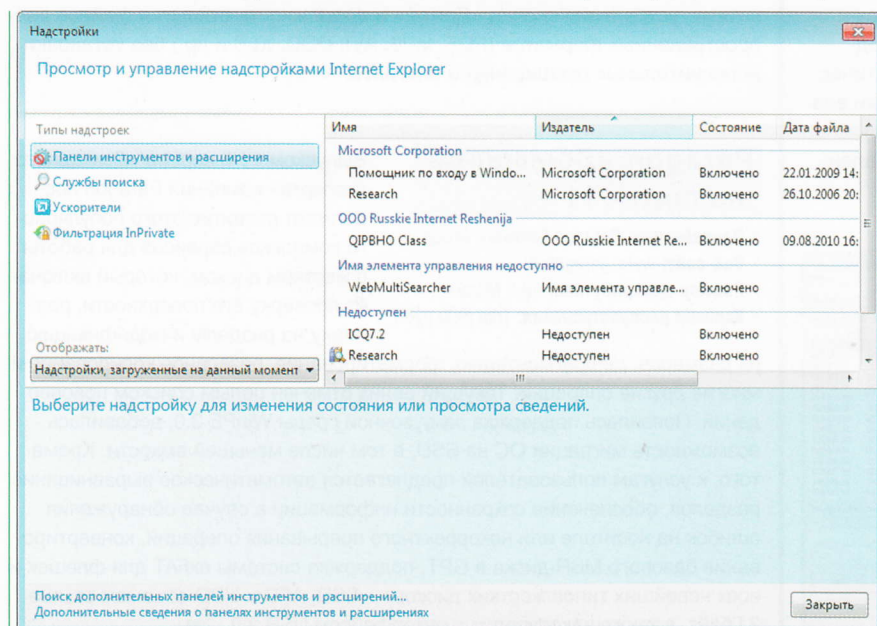 Надстройки
Просмотр и управление надстройками Internet Explorer
Типы надстроек
Панели инструментов и расширения
Службы поиска
Ускорители
Фильтрация InPrivate
Отображать:
Надстройки, загруженные на данный момент
Имя Издатель Состояние Дата файла
Microsoft Corporation
Помощник по входу в Windo... Microsoft Corporation Включено 22.01.2009 14:
Research Microsoft Corporation Включено 26.10.2006 20:
ООО Russkie Internet Reshenija
QIPBHO Class ООО Russkie Internet Re... Включено 09.08.2010 16:
Имя элемента управления недоступно
WebMultiSearcher Имя элемента управле... Включено
Недоступен
ICQ7.2 Недоступен Включено
Research Недоступен Включено
Выберите надстройку для изменения состояния или просмотра сведений.
Поиск дополнительных панелей инструментов и расширений...
Дополнительные сведения о панелях инструментов и расширениях
Закрыть